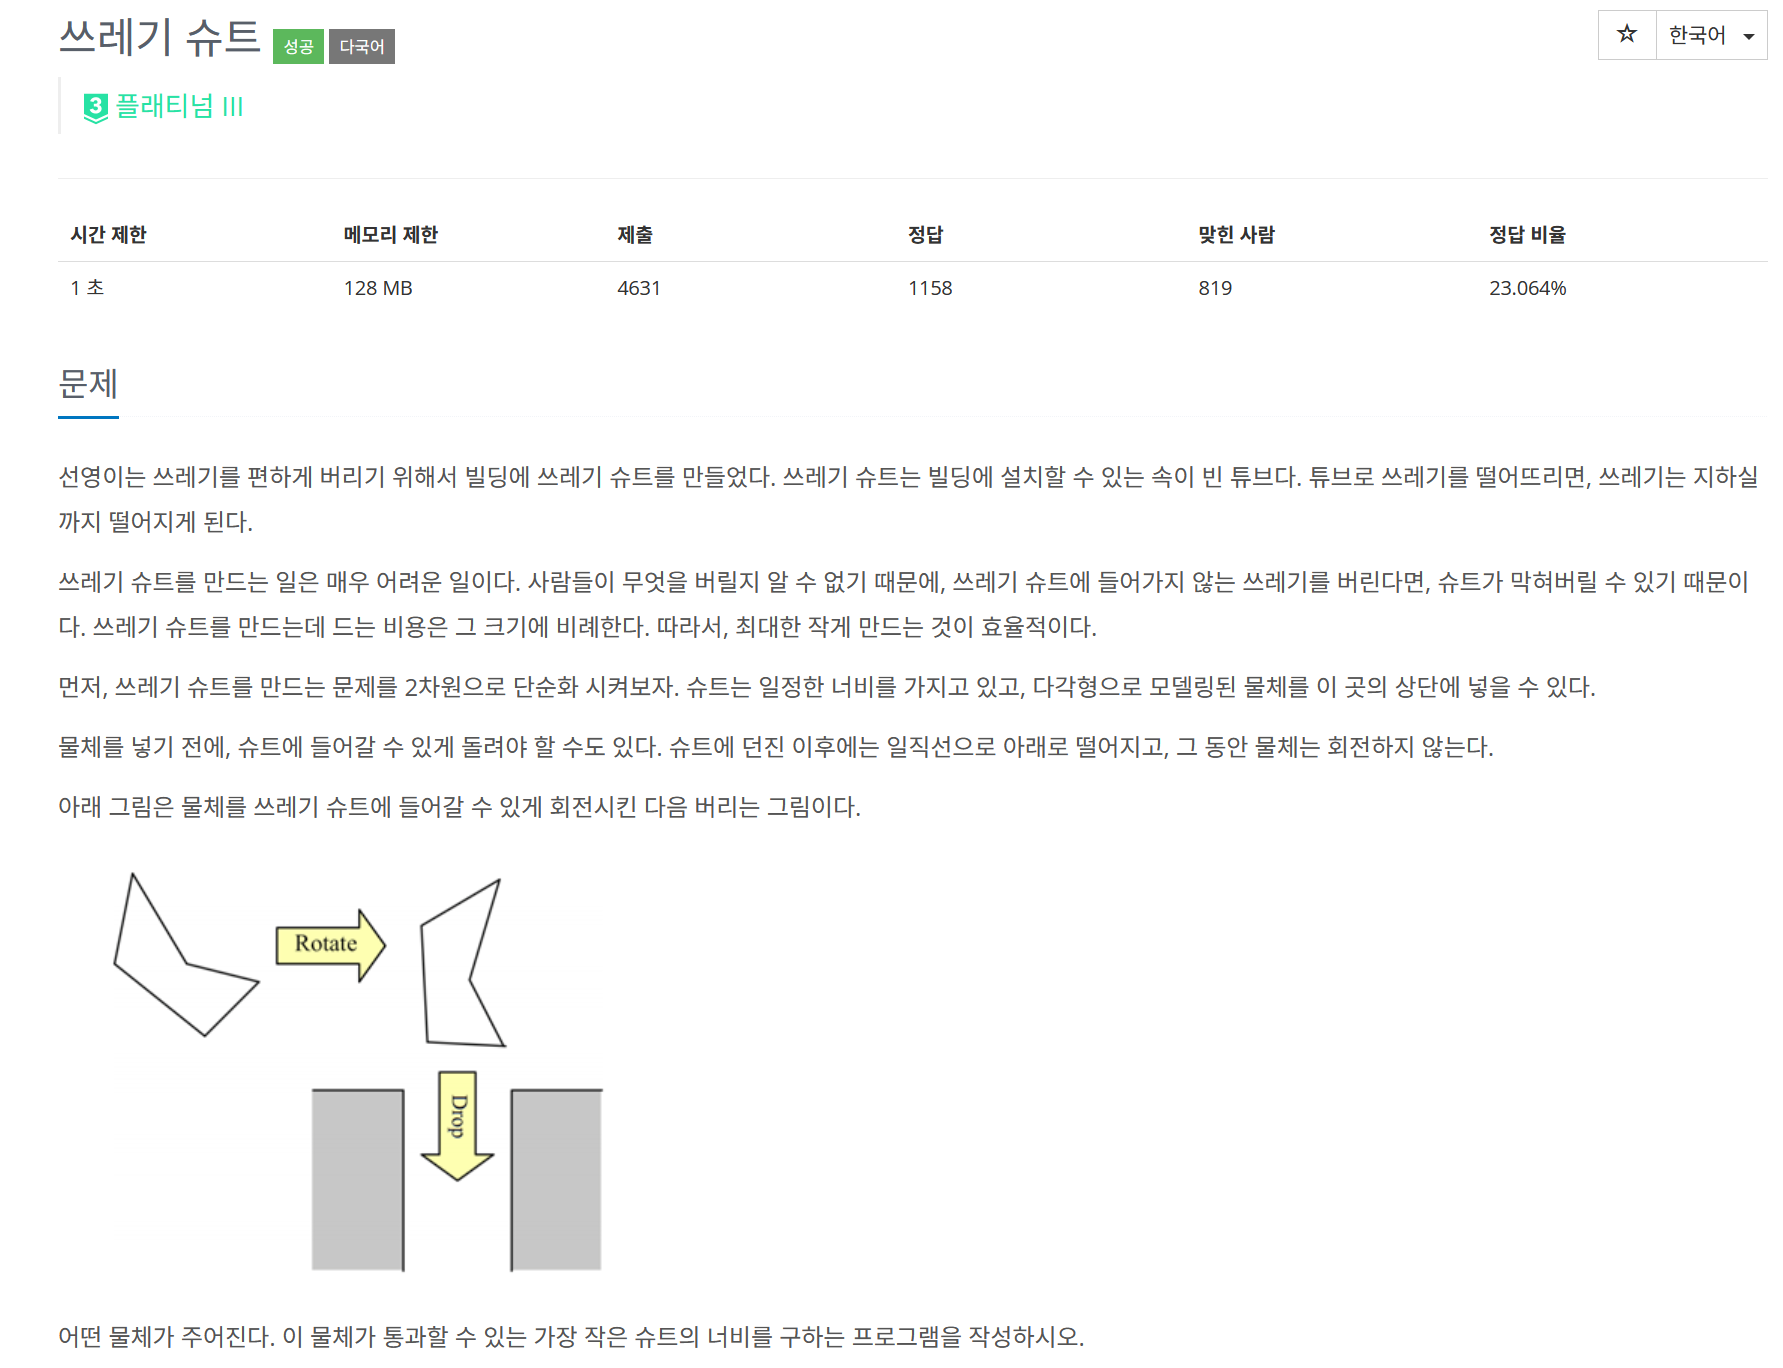 쓰레기 슈트 성공 다국어
☆ 한국어
3 플래티넘 III
시간 제한 메모리 제한 제출 정답 맞힌 사람 정답 비율
1 초 128 MB 4631 1158 819 23.064%
문제
선영이는 쓰레기를 편하게 버리기 위해서 빌딩에 쓰레기 슈트를 만들었다. 쓰레기 슈트는 빌딩에 설치할 수 있는 속이 빈 튜브다. 튜브로 쓰레기를 떨어뜨리면, 쓰레기는 지하실
까지 떨어지게 된다.
쓰레기 슈트를 만드는 일은 매우 어려운 일이다. 사람들이 무엇을 버릴지 알 수 없기 때문에, 쓰레기 슈트에 들어가지 않는 쓰레기를 버린다면, 슈트가 막혀버릴 수 있기 때문이
다. 쓰레기 슈트를 만드는데 드는 비용은 그 크기에 비례한다. 따라서, 최대한 작게 만드는 것이 효율적이다.
먼저, 쓰레기 슈트를 만드는 문제를 2차원으로 단순화 시켜보자. 슈트는 일정한 너비를 가지고 있고, 다각형으로 모델링된 물체를 이 곳의 상단에 넣을 수 있다.
물체를 넣기 전에, 슈트에 들어갈 수 있게 돌려야 할 수도 있다. 슈트에 던진 이후에는 일직선으로 아래로 떨어지고, 그 동안 물체는 회전하지 않는다.
아래 그림은 물체를 쓰레기 슈트에 들어갈 수 있게 회전시킨 다음 버리는 그림이다.
Rotate
Drop
어떤 물체가 주어진다. 이 물체가 통과할 수 있는 가장 작은 슈트의 너비를 구하는 프로그램을 작성하시오.